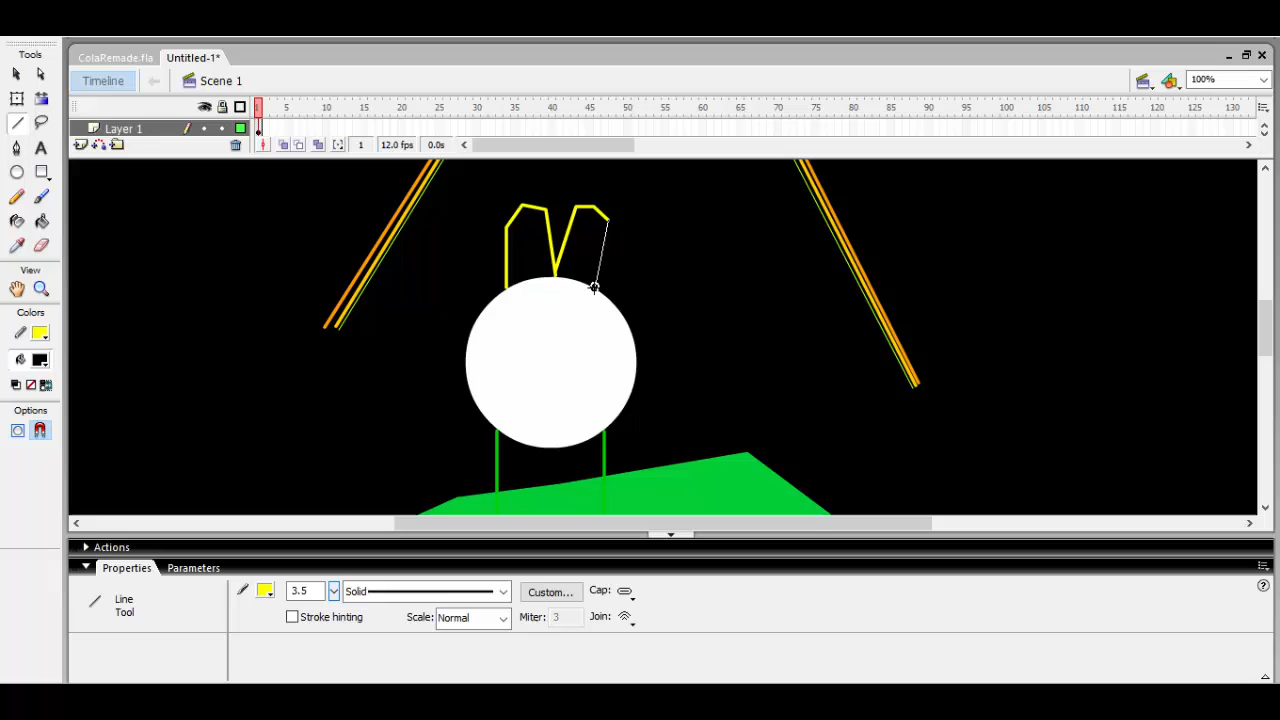 Tools
ColaRemade.fla
Untitled-1*
Timeline
Scene 1
100%
1 5 10 15 20 25 30 35 40 45 50 55 60 65 70 75 80 85 90 95 100 105 110 115 120 125 130
Layer 1
1 12.0 fps 0.0s
A
View
Colors
Options
Actions
Properties Parameters
Line
Tool
3.5
Solid
Custom...
Cap:
Stroke hinting
Scale: Normal
Miter: 3
Join: